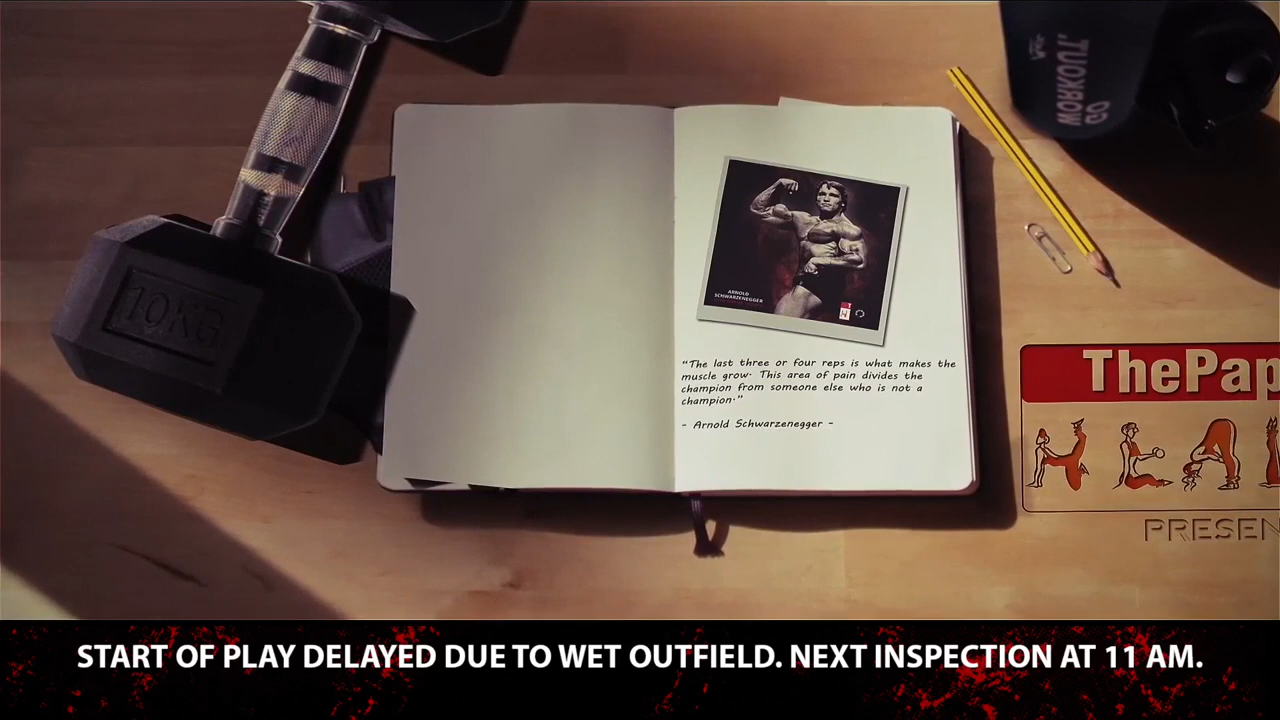 GO
WORKOUT.
10KG
ARNOLD
SCHWARZENEGGER
"The last three or four reps is what makes the
muscle grow. This area of pain divides the
champion from someone else who is not a
champion."
- Arnold Schwarzenegger -
ThePap
PRESEN
START OF PLAY DELAYED DUE TO WET OUTFIELD. NEXT INSPECTION AT 11 AM.